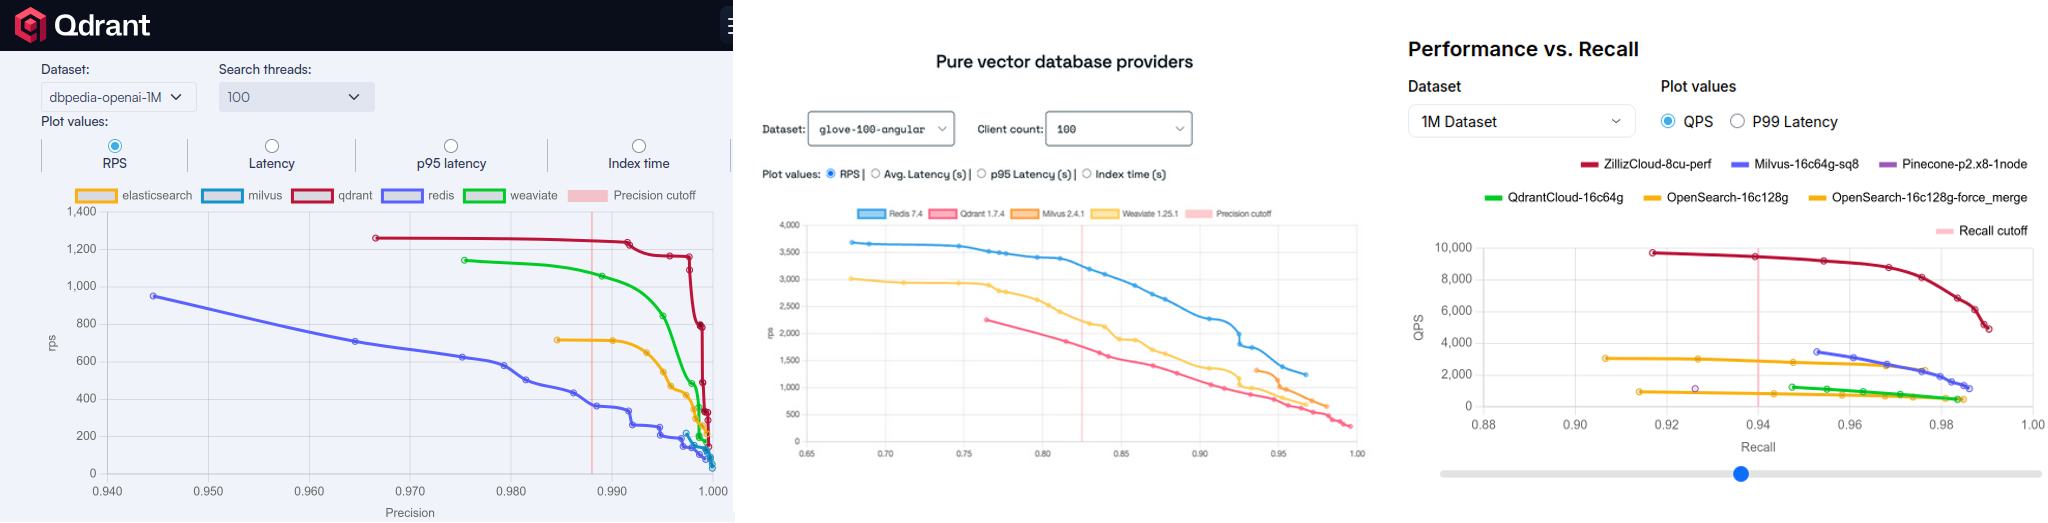 Qdrant
Dataset:
Search threads:
dbpedia-openai-1M
100
Plot values:
RPS
Latency
p95 latency
Index time
elasticsearch
milvus
qdrant
redis
weaviate
Precision cutoff
1,400
1,200
1,000
800
600
400
200
0
rps
0.940
0.950
0.960
0.970
0.980
0.990
1.000
Precision
Pure vector database providers
Dataset:
glove-100-angular
Client count:
100
Plot values:
RPS |
Avg. Latency (s) |
p95 Latency (s) |
Index time (s)
Redis 7.4
Qdrant 1.7.4
Milvus 2.4.1
Weaviate 1.25.1
Precision cutoff
4,000
3,500
3,000
2,500
2,000
1,500
1,000
500
0
rps
0.65
0.70
0.75
0.80
0.85
0.90
0.95
1.00
Performance vs. Recall
Dataset
Plot values
1M Dataset
QPS
P99 Latency
ZillizCloud-8cu-perf
Milvus-16c64g-sq8
Pinecone-p2.x8-1node
QdrantCloud-16c64g
OpenSearch-16c128g
OpenSearch-16c128g-force_merge
Recall cutoff
10,000
8,000
6,000
4,000
2,000
0
QPS
0.88
0.90
0.92
0.94
0.96
0.98
1.00
Recall